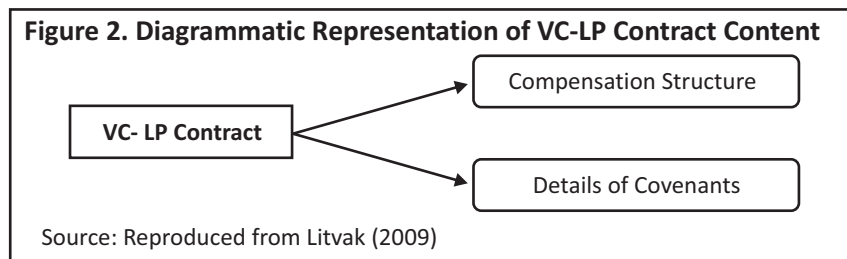 Figure 2. Diagrammatic Representation of VC-LP Contract Content
Compensation Structure
VC- LP Contract
Details of Covenants
Source: Reproduced from Litvak (2009)